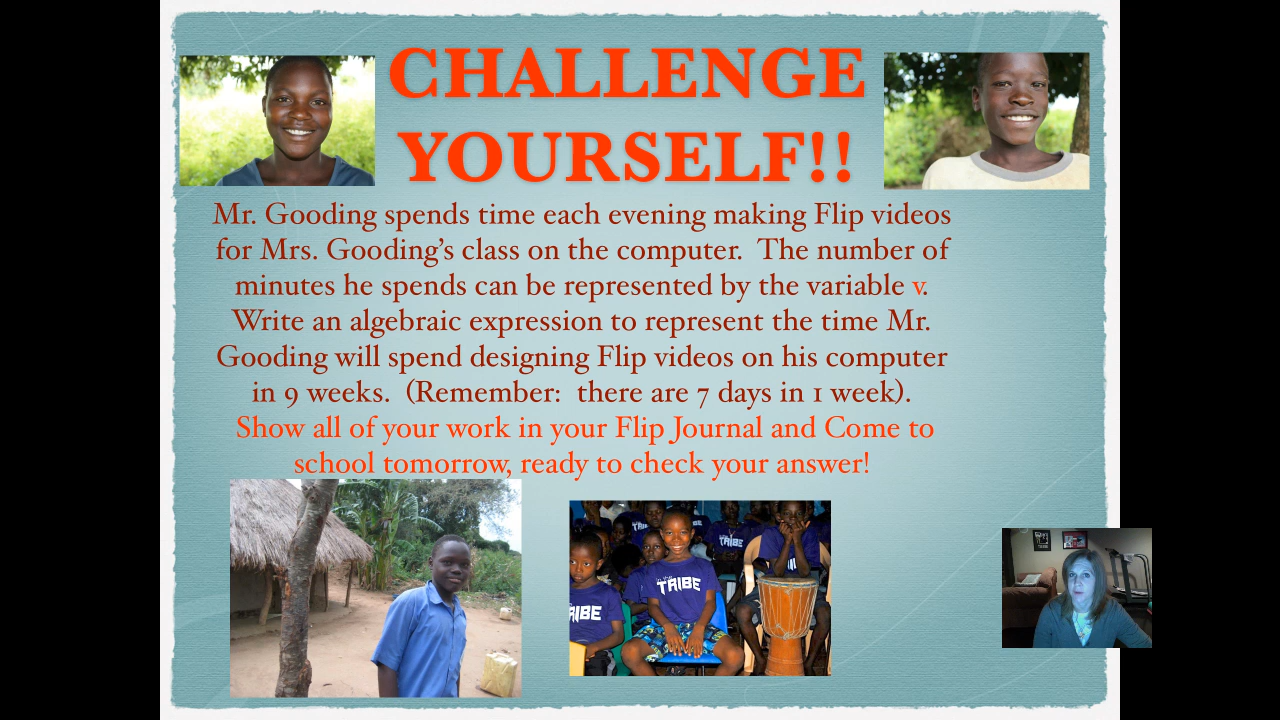 CHALLENGE
YOURSELF!!
Mr. Gooding spends time each evening making Flip videos
for Mrs. Gooding’s class on the computer.  The number of
minutes he spends can be represented by the variable v.
Write an algebraic expression to represent the time Mr.
Gooding will spend designing Flip videos on his computer
in 9 weeks.  (Remember:  there are 7 days in 1 week).
Show all of your work in your Flip Journal and Come to
school tomorrow, ready to check your answer!
TRIBE
TRIBE
TRIBE
TRIBE